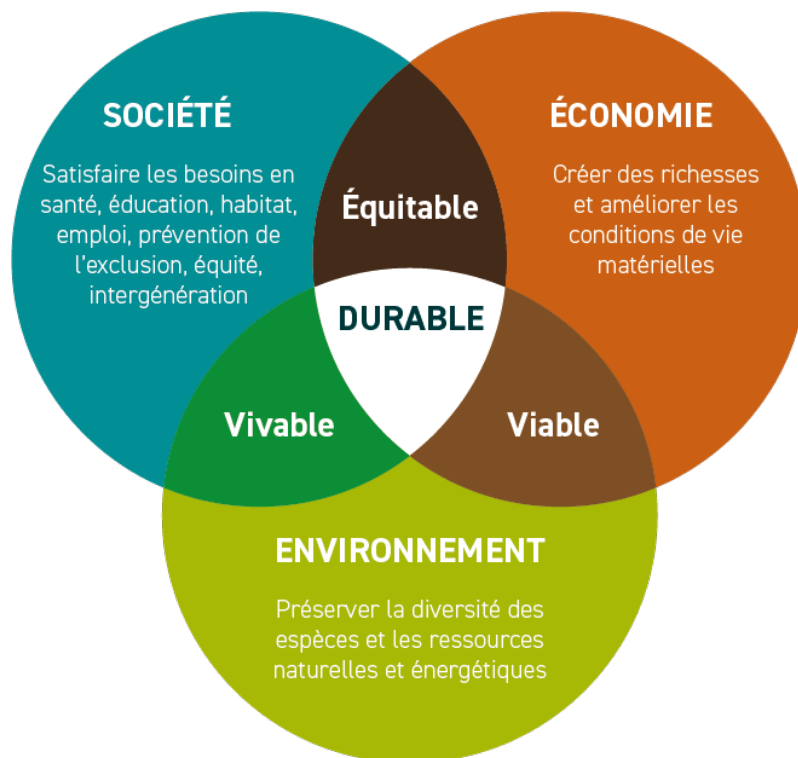 SOCIÉTÉ
Satisfaire les besoins en
santé, éducation, habitat,
emploi, prévention de
l'exclusion, équité,
intergénération
ÉCONOMIE
Créer des richesses
et améliorer les
conditions de vie
matérielles
Équitable
DURABLE
Vivable
Viable
ENVIRONNEMENT
Préserver la diversité des
espèces et les ressources
naturelles et énergétiques